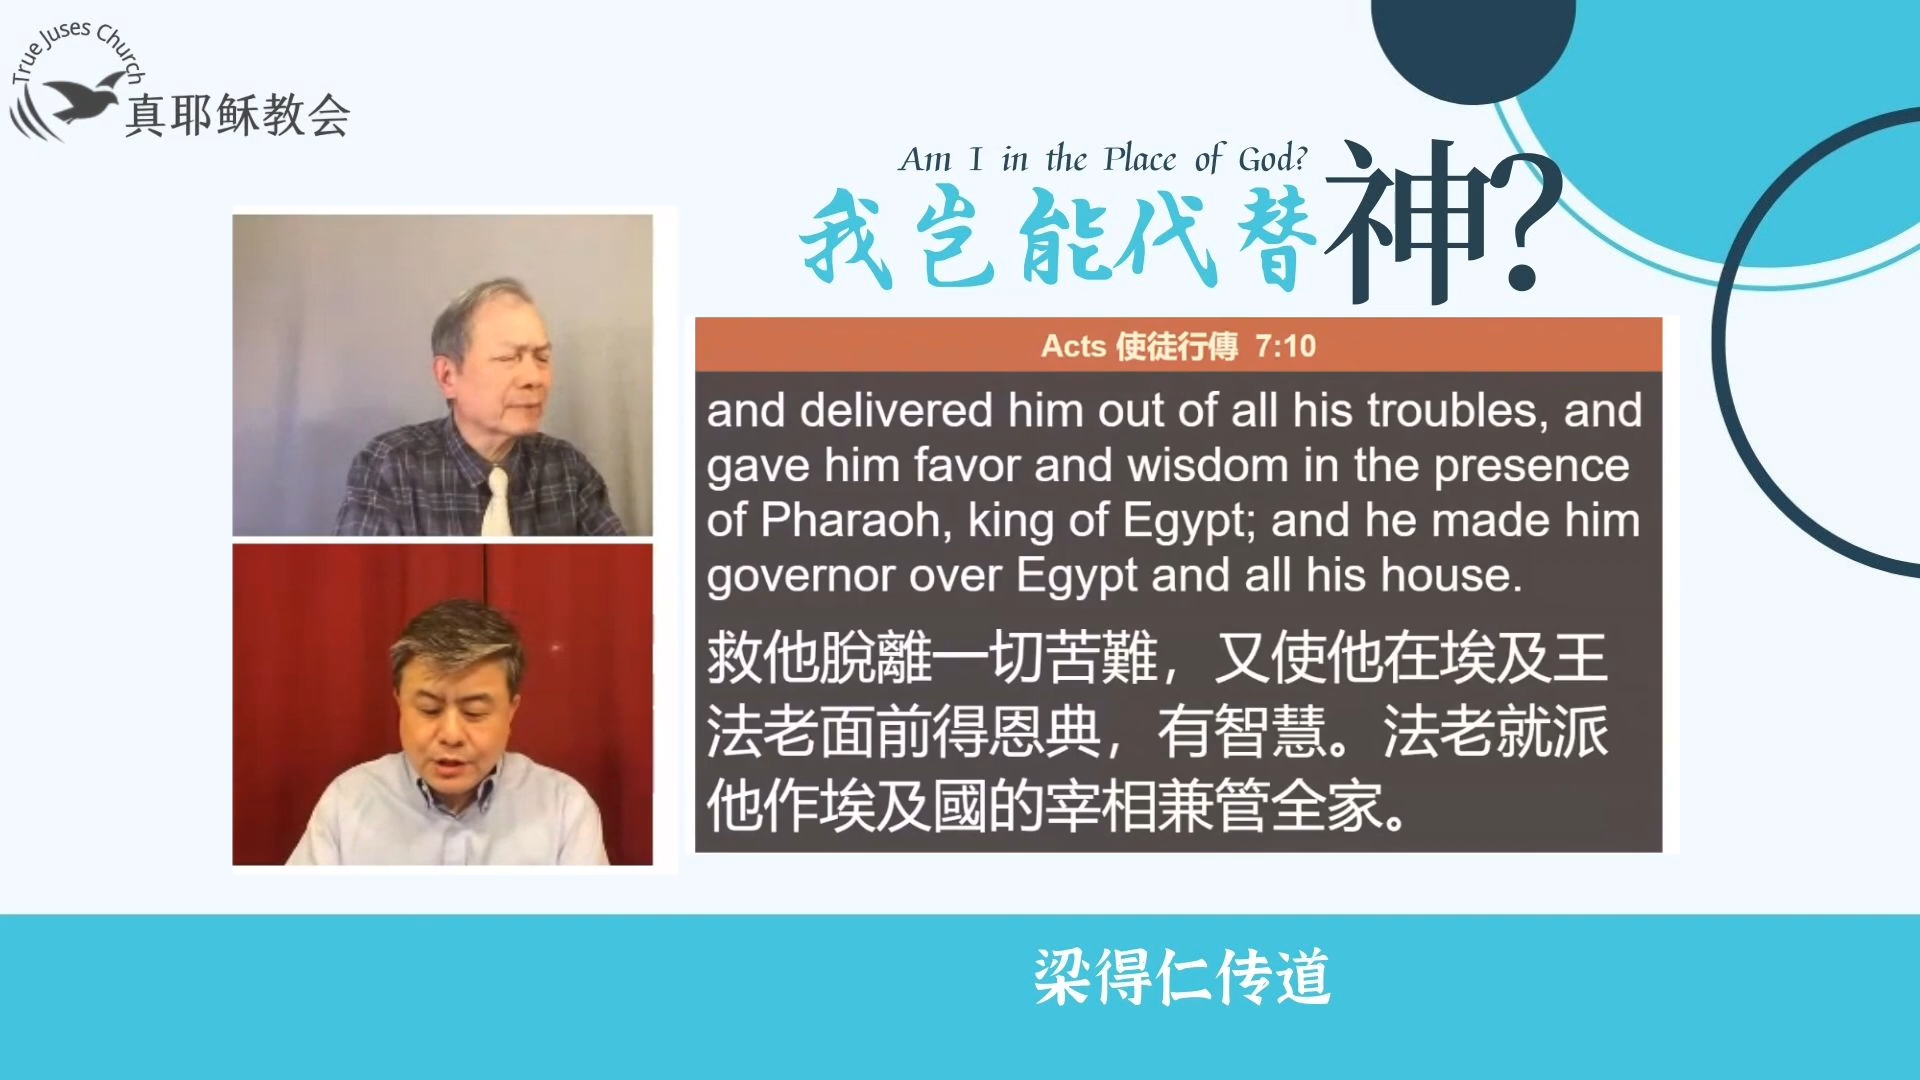 True Juses Church
真耶稣教会
Am I in the Place of God?
我岂能代替神?
Acts 使徒行傳 7:10
and delivered him out of all his troubles, and
gave him favor and wisdom in the presence
of Pharaoh, king of Egypt; and he made him
governor over Egypt and all his house.
救他脫離一切苦難，又使他在埃及王
法老面前得恩典，有智慧。法老就派
他作埃及國的宰相兼管全家。
梁得仁传道